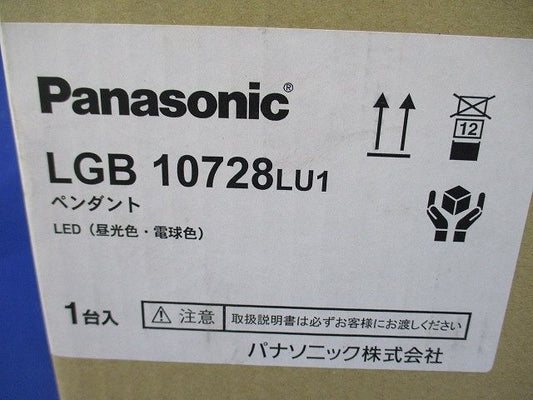 Panasonic®
LGB 10728LU1
ペンダント
LED（昼光色・電球色）
12
1台入
⚠ 注意 取扱説明書は必ずお客様にお渡しください
パナソニック株式会社